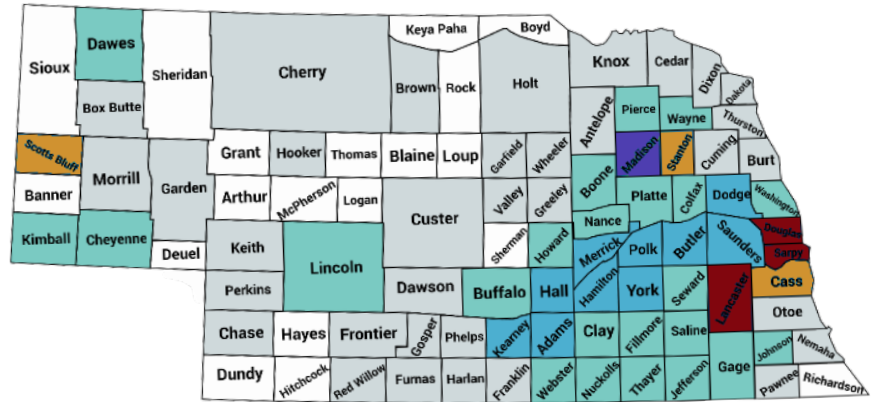 Sioux
Dawes
Sheridan
Cherry
Keya Paha
Boyd
Knox
Cedar
Dixon
Dakota
Box Butte
Brown
Rock
Holt
Antelope
Pierce
Wayne
Thurston
Scotts Bluff
Morrill
Garden
Grant
Hooker
Thomas
Blaine
Loup
Garfield
Wheeler
Madison
Stanton
Cuming
Burt
Banner
Arthur
McPherson
Logan
Custer
Valley
Greeley
Boone
Platte
Colfax
Dodge
Washington
Kimball
Cheyenne
Deuel
Keith
Lincoln
Sherman
Howard
Nance
Merrick
Polk
Butler
Saunders
Douglas
Sarpy
Perkins
Dawson
Buffalo
Hall
Hamilton
York
Seward
Lancaster
Cass
Otoe
Chase
Hayes
Frontier
Gosper
Phelps
Kearney
Adams
Clay
Fillmore
Saline
Gage
Johnson
Nemaha
Dundy
Hitchcock
Red Willow
Furnas
Harlan
Franklin
Webster
Nuckolls
Thayer
Jefferson
Pawnee
Richardson